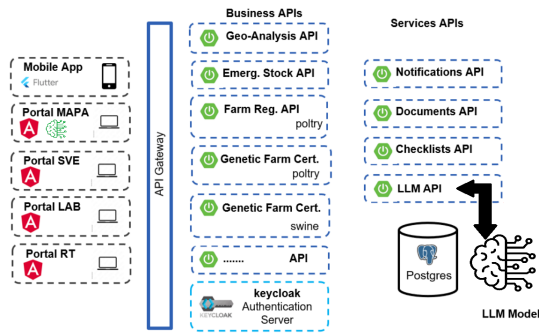 Business APIs
Services APIs
Mobile App
Flutter
Portal MAPA
Portal SVE
Portal LAB
Portal RT
API Gateway
Geo-Analysis API
Emerg. Stock API
Farm Reg. API
poltry
Genetic Farm Cert.
poltry
Genetic Farm Cert.
swine
....... API
KEYCLOAK
keycloak
Authentication
Server
Notifications API
Documents API
Checklists API
LLM API
Postgres
LLM Model